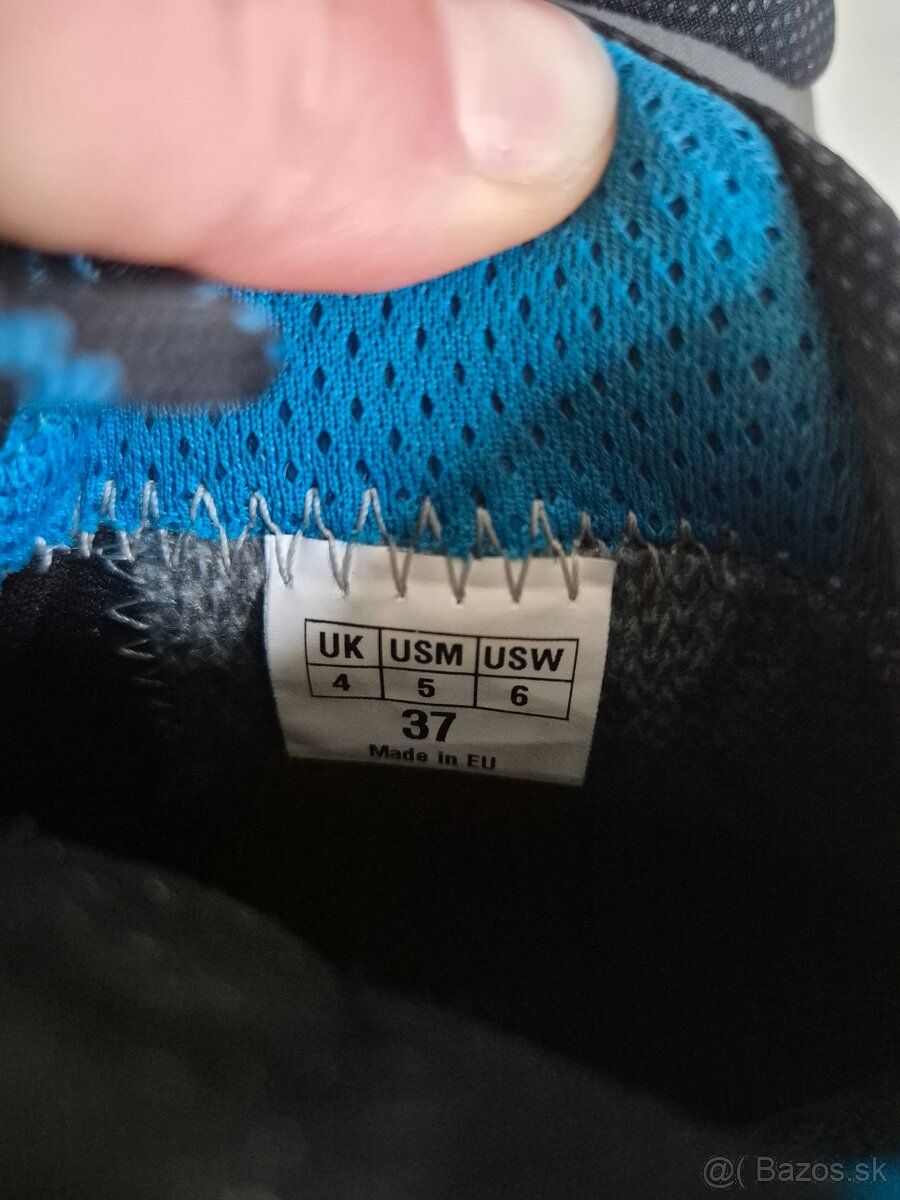 UK USM USW
4 5 6
37
Made in EU
@( Bazos.sk